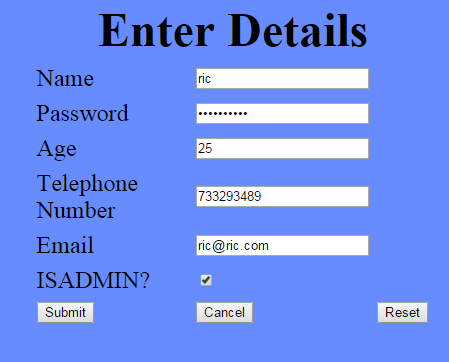 Enter Details
Name ric
Password ••••••••••
Age 25
Telephone
Number 733293489
Email ric@ric.com
ISADMIN?
Submit Cancel Reset